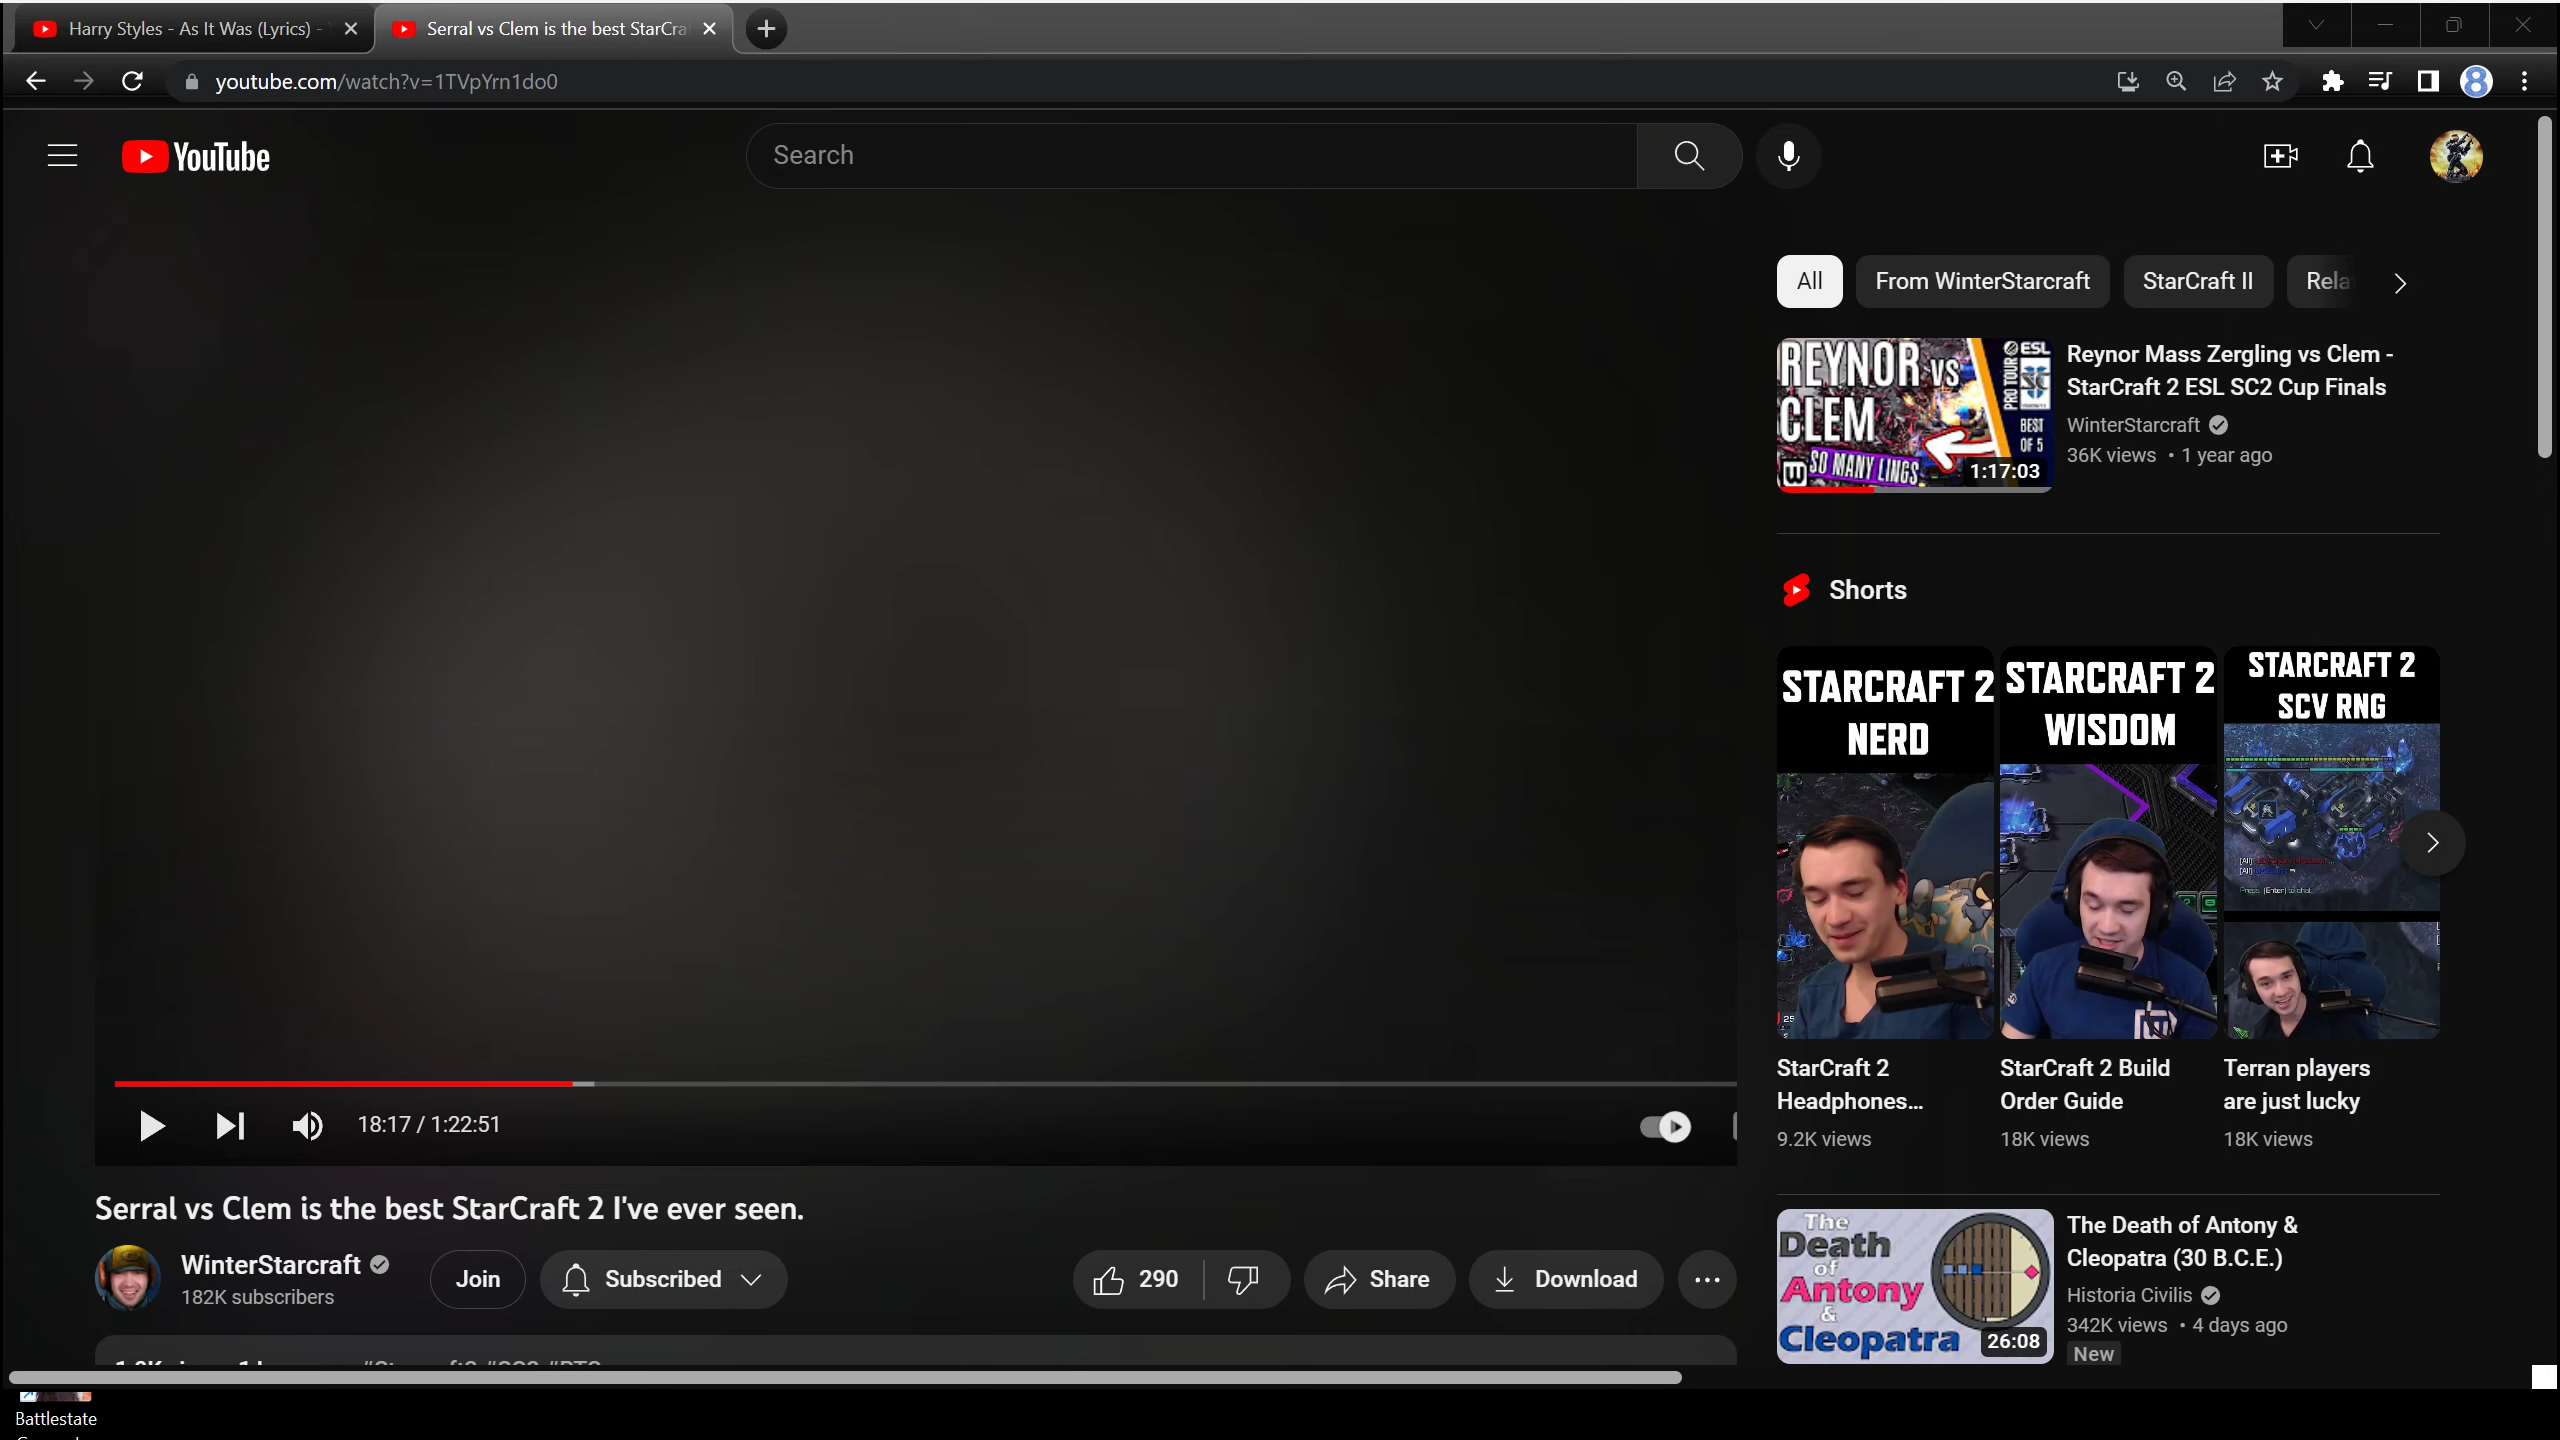 Harry Styles - As It Was (Lyrics) -
Serral vs Clem is the best StarCra
youtube.com/watch?v=1TVpYrn1do0
YouTube
Search
All
From WinterStarcraft
StarCraft II
Rela
REYNOR VS
CLEM
SO MANY LINGS
PRO TOUR
ESL
BEST
OF 5
1:17:03
Reynor Mass Zergling vs Clem -
StarCraft 2 ESL SC2 Cup Finals
WinterStarcraft
36K views • 1 year ago
Shorts
STARCRAFT 2
NERD
STARCRAFT 2
WISDOM
STARCRAFT 2
SCV RNG
25
StarCraft 2
Headphones...
9.2K views
StarCraft 2 Build
Order Guide
18K views
Terran players
are just lucky
18K views
18:17 / 1:22:51
Serral vs Clem is the best StarCraft 2 I've ever seen.
WinterStarcraft
182K subscribers
Join
Subscribed
290
Share
Download
The
Death
of
Antony
&
Cleopatra
26:08
The Death of Antony &
Cleopatra (30 B.C.E.)
Historia Civilis
342K views • 4 days ago
New
Battlestate